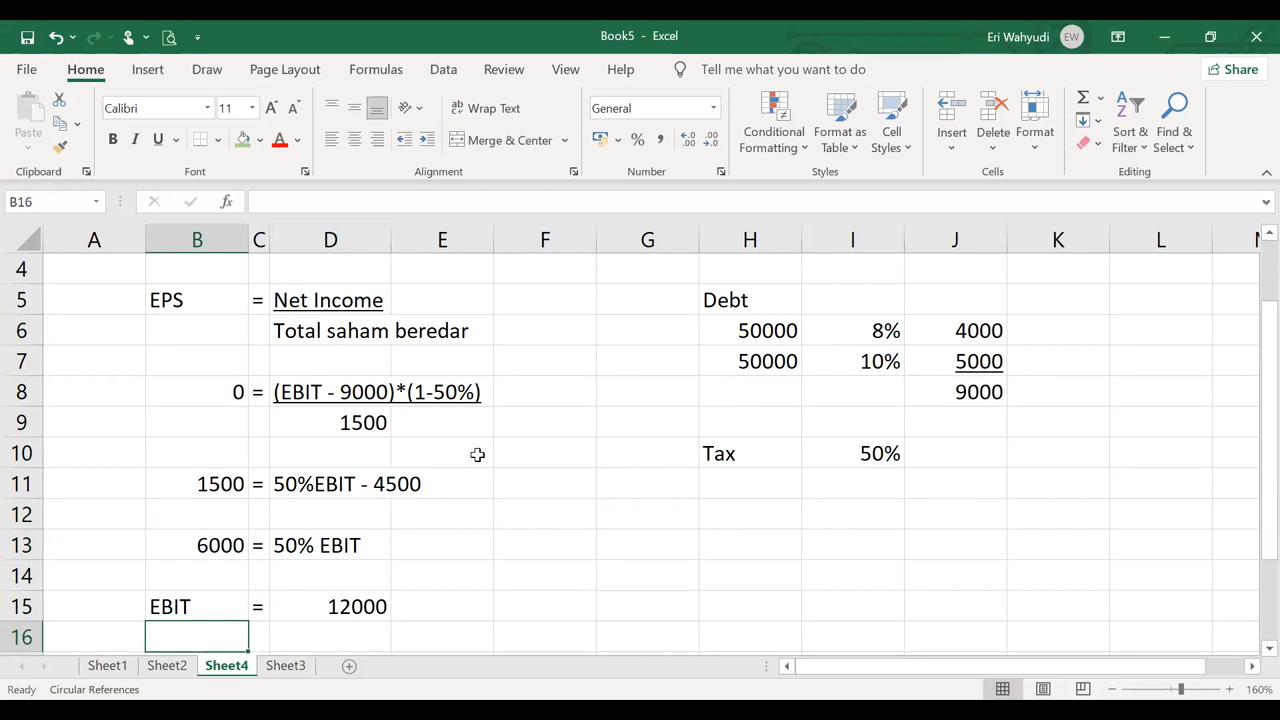 Book5 - Excel
Eri Wahyudi EW
File Home Insert Draw Page Layout Formulas Data Review View Help Tell me what you want to do Share
Paste Calibri 11 Wrap Text General
B I U Merge & Center % , Conditional Formatting Format as Table Cell Styles Insert Delete Format Sort & Filter Find & Select
Clipboard Font Alignment Number Styles Cells Editing
B16 fx
A B C D E F G H I J K L
4
5 EPS = Net Income Debt
6 Total saham beredar 50000 8% 4000
7 50000 10% 5000
8 0 = (EBIT - 9000)*(1-50%) 9000
9 1500
10 Tax 50%
11 1500 = 50%EBIT - 4500
12
13 6000 = 50% EBIT
14
15 EBIT = 12000
16
Sheet1 Sheet2 Sheet4 Sheet3
Ready Circular References 160%